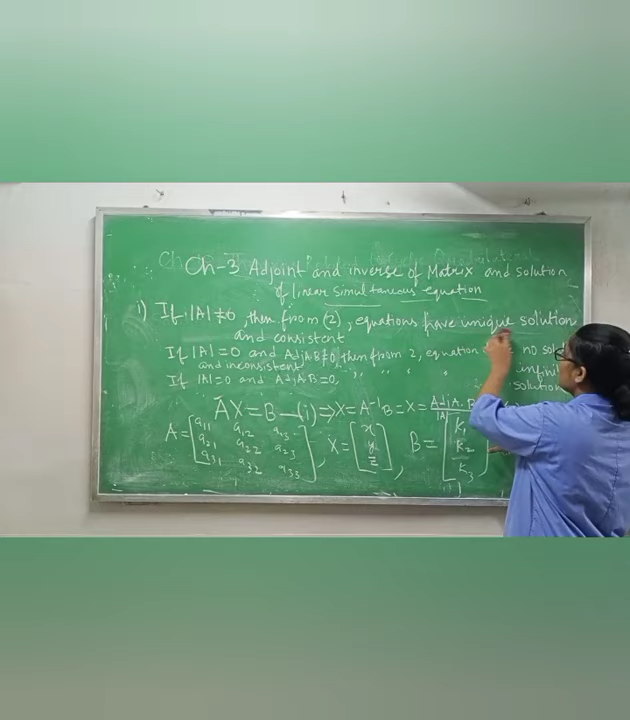 Ch-3 Adjoint and inverse of Matrix and solution
of linear simultaneous equation
i) If |A| ≠ 0, then from (2), equations have unique solution
and consistent
If |A| = 0 and AdjA.B ≠ 0, then from 2, equation no
and inconsistent
If |A| = 0 and AdjA.B = 0, " " " "
AX = B —(i) ⇒ X = A⁻¹B = X = AdjA.B / |A|
A = [a11 a12 a13
a21 a22 a23
a31 a32 a33], X = [x
y
z], B = [K1
K2
K3]